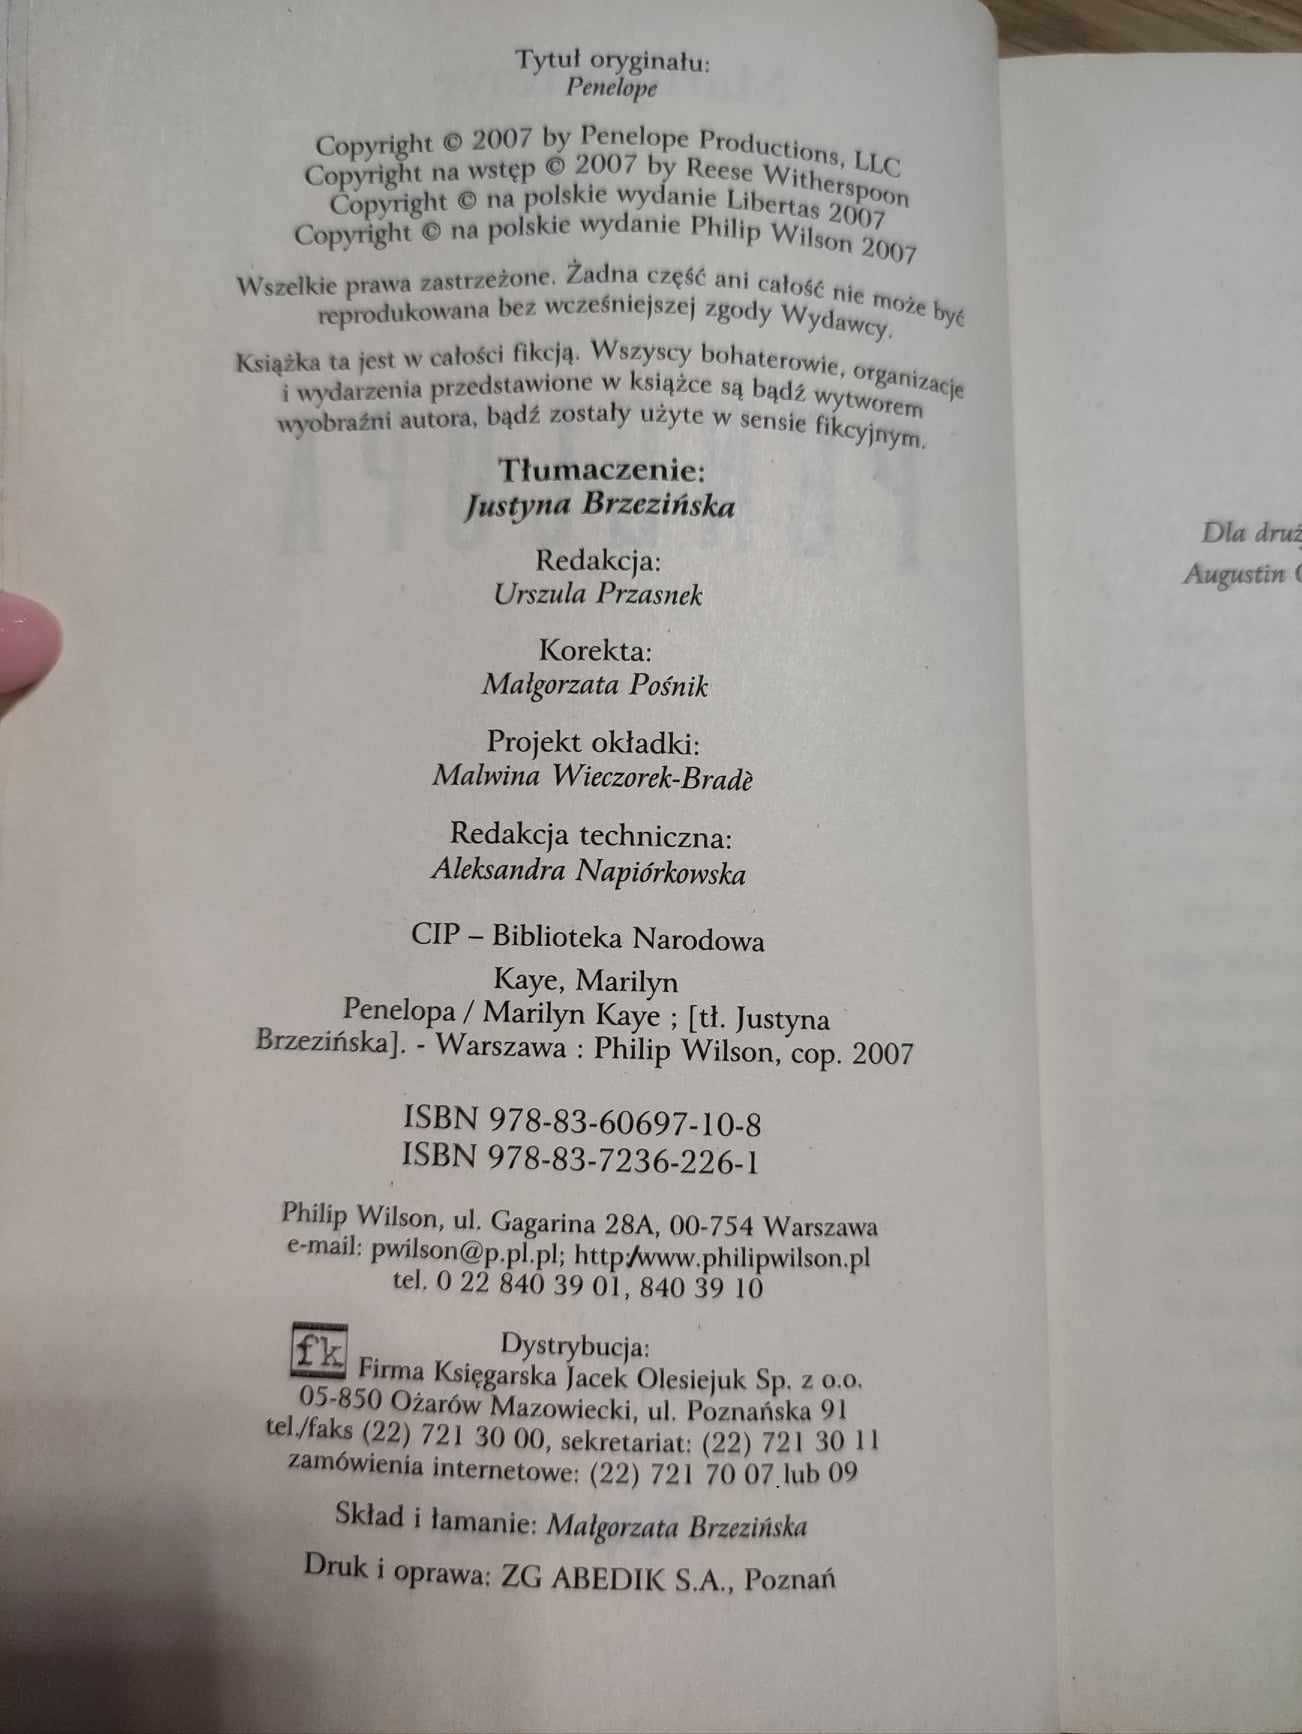 Tytuł oryginału:
Penelope
Copyright © 2007 by Penelope Productions, LLC
Copyright na wstęp © 2007 by Reese Witherspoon
Copyright © na polskie wydanie Libertas 2007
Copyright © na polskie wydanie Philip Wilson 2007
Wszelkie prawa zastrzeżone. Żadna część ani całość nie może być
reprodukowana bez wcześniejszej zgody Wydawcy.
Książka ta jest w całości fikcją. Wszyscy bohaterowie, organizacje
i wydarzenia przedstawione w książce są bądź wytworem
wyobraźni autora, bądź zostały użyte w sensie fikcyjnym.
Tłumaczenie:
Justyna Brzezińska
Redakcja:
Urszula Przasnek
Korekta:
Małgorzata Pośnik
Projekt okładki:
Malwina Wieczorek-Bradè
Redakcja techniczna:
Aleksandra Napiórkowska
CIP – Biblioteka Narodowa
Kaye, Marilyn
Penelopa / Marilyn Kaye ; [tł. Justyna
Brzezińska]. - Warszawa : Philip Wilson, cop. 2007
ISBN 978-83-60697-10-8
ISBN 978-83-7236-226-1
Philip Wilson, ul. Gagarina 28A, 00-754 Warszawa
e-mail: pwilson@p.pl.pl; http:/www.philipwilson.pl
tel. 0 22 840 39 01, 840 39 10
fk
Dystrybucja:
Firma Księgarska Jacek Olesiejuk Sp. z o.o.
05-850 Ożarów Mazowiecki, ul. Poznańska 91
tel./faks (22) 721 30 00, sekretariat: (22) 721 30 11
zamówienia internetowe: (22) 721 70 07 lub 09
Skład i łamanie: Małgorzata Brzezińska
Druk i oprawa: ZG ABEDIK S.A., Poznań
Dla
Augustin